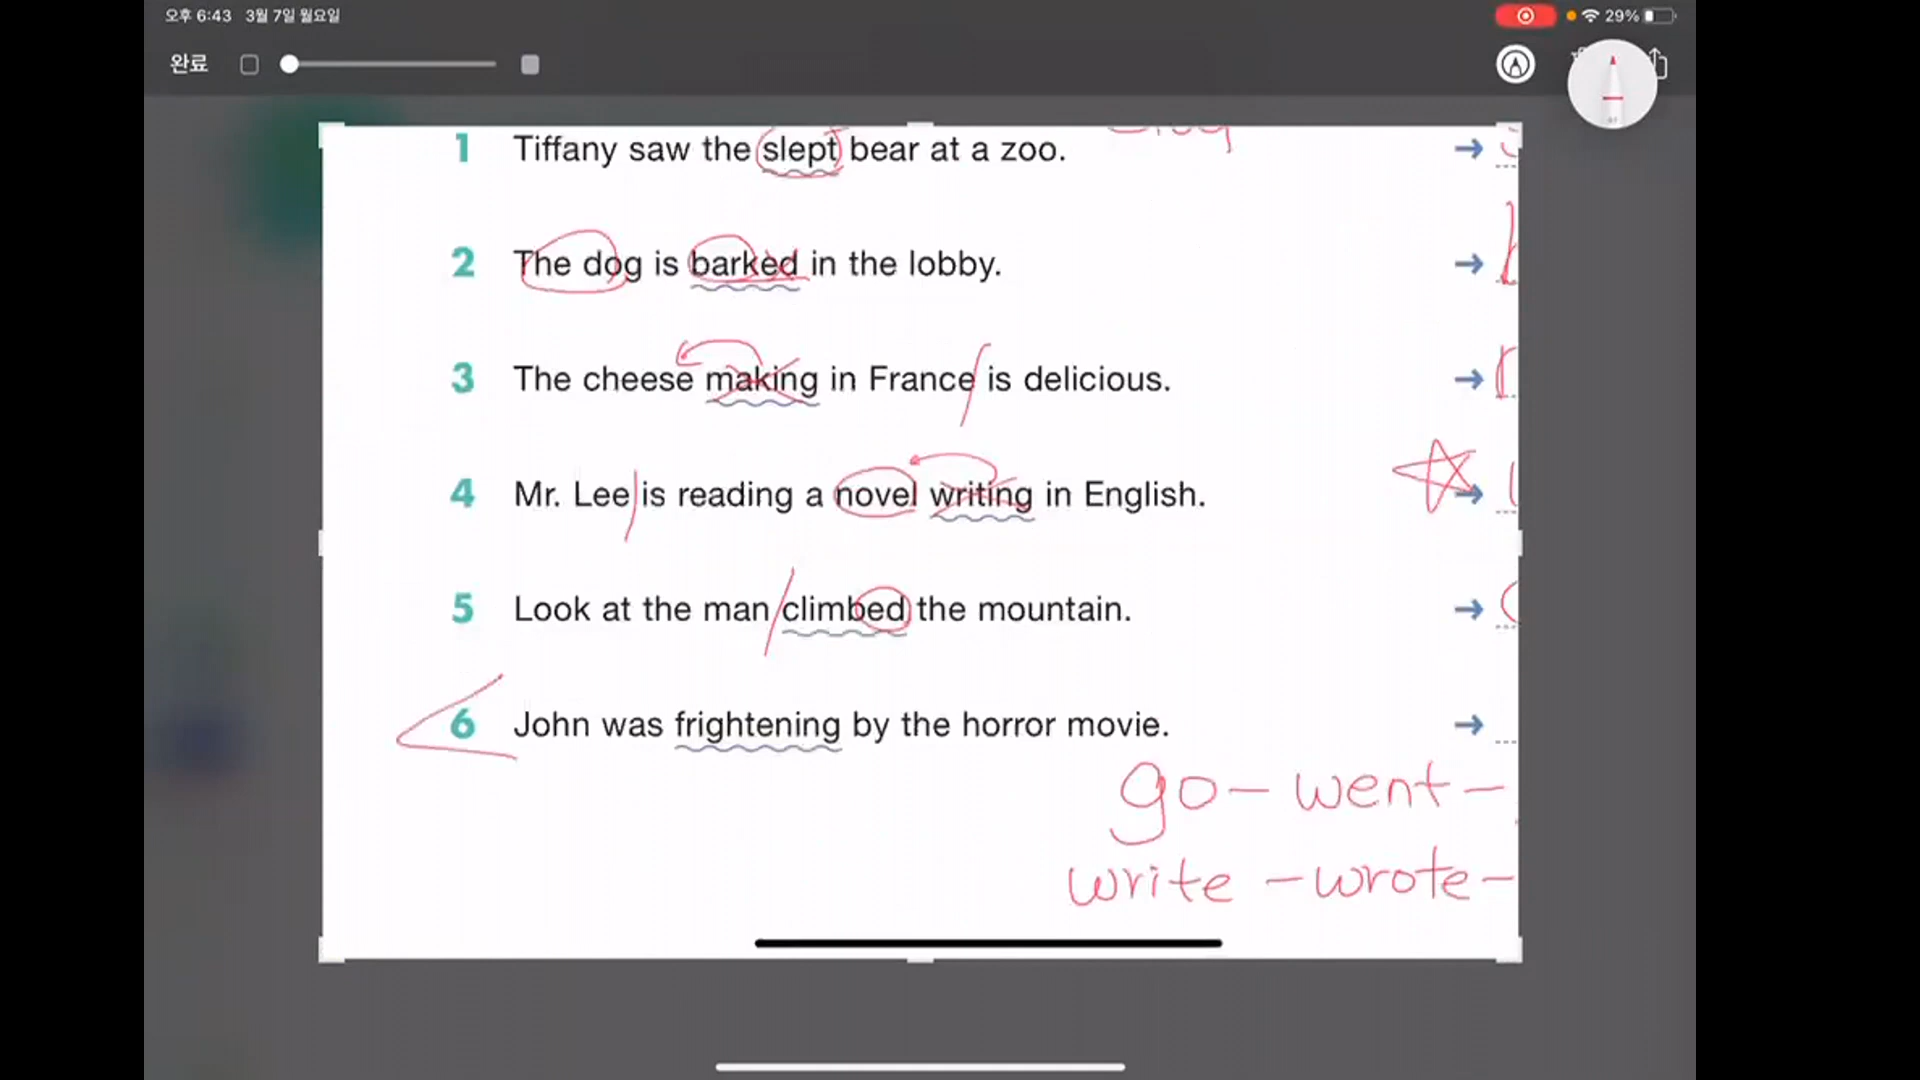 오후 6:43 3월 7일 월요일 29%
완료
1 Tiffany saw the slept bear at a zoo. →
2 The dog is barked in the lobby. →
3 The cheese making in France is delicious. →
4 Mr. Lee is reading a novel writing in English. →
5 Look at the man climbed the mountain. →
6 John was frightening by the horror movie. →
go - went -
write - wrote -